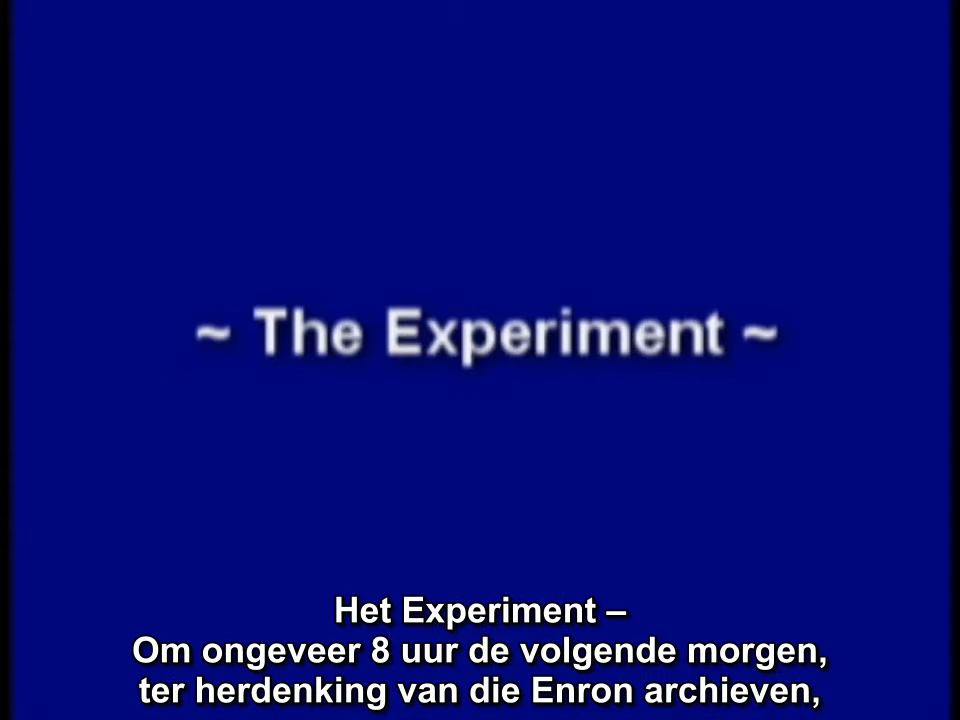 ~ The Experiment ~
Het Experiment –
Om ongeveer 8 uur de volgende morgen,
ter herdenking van die Enron archieven,